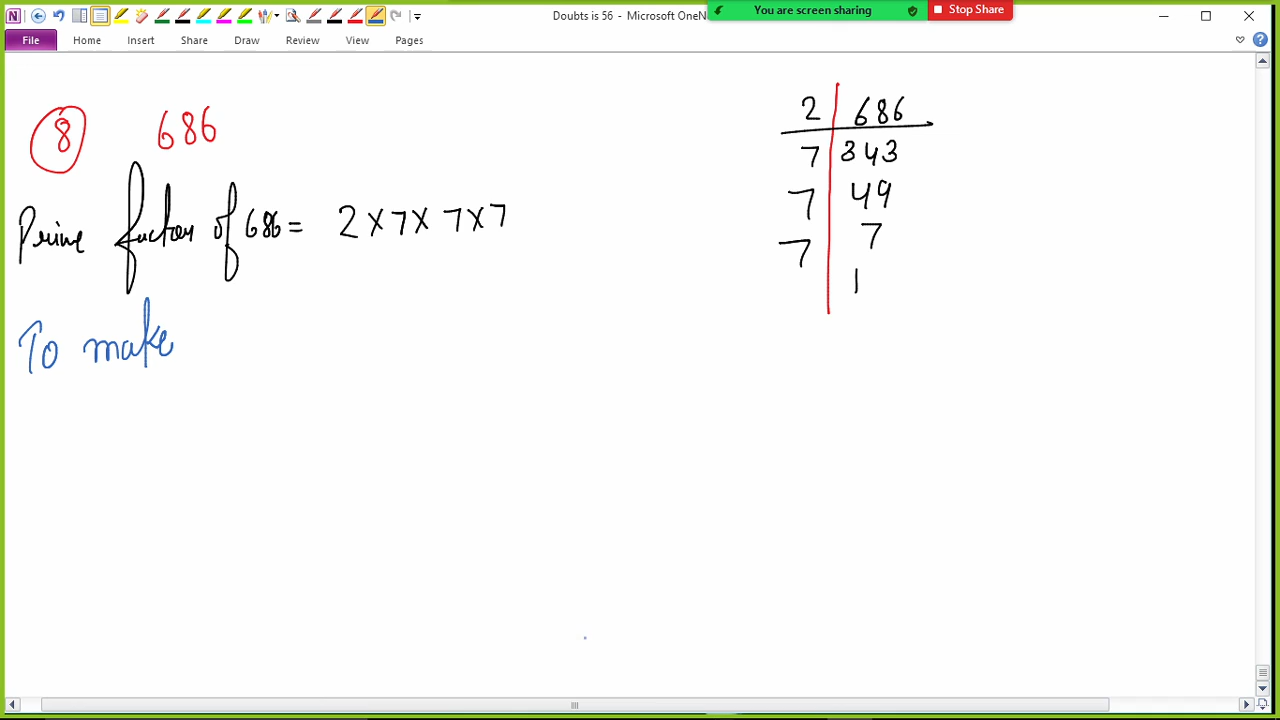 Doubts is 56 - Microsoft OneN
You are screen sharing
Stop Share
File Home Insert Share Draw Review View Pages
8 686
Prime factor of 686 = 2 X 7 X 7 X 7
To make
2 686
7 343
7 49
7 7
1